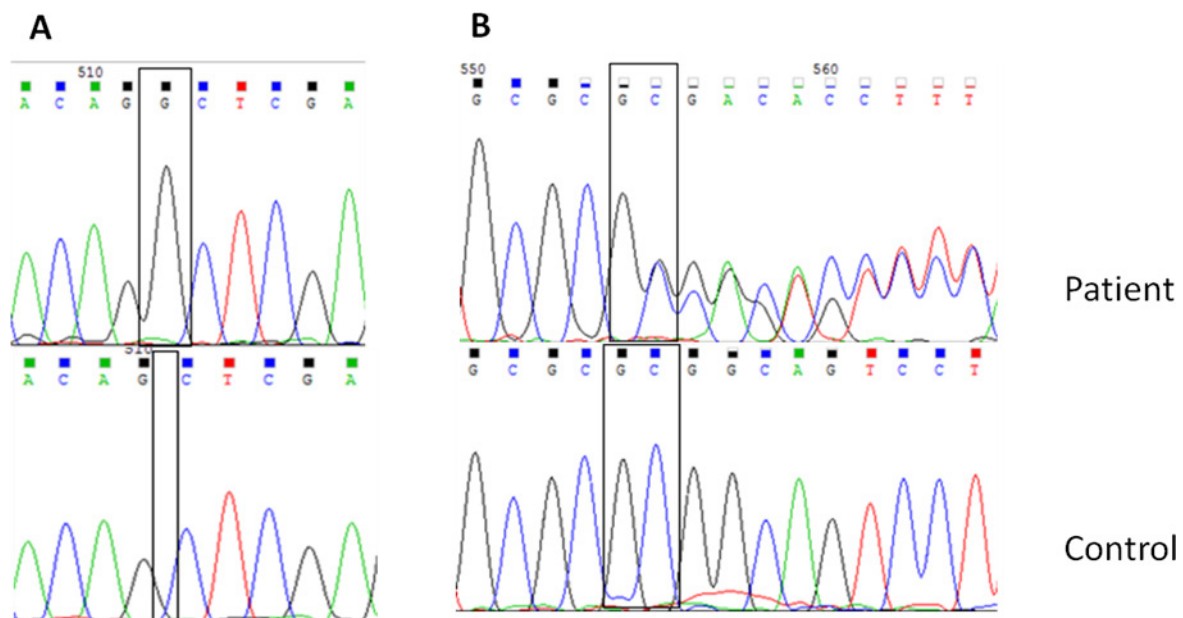 A
510
A C A G G C T C G A
510
A C A G C T C G A
B
550 560
G C G C G C G A C A C C T T T
Patient
G C G C G C G G C A G T C C T
Control